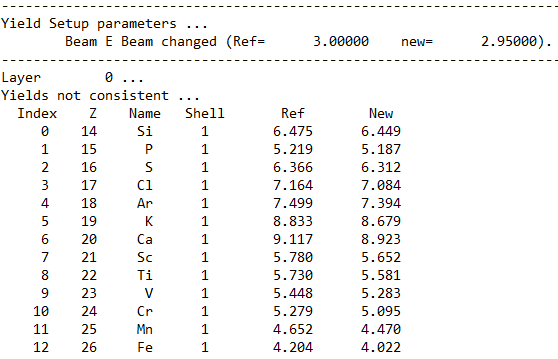 Yield Setup parameters ...
Beam E Beam changed (Ref= 3.00000 new= 2.95000).
Layer 0 ...
Yields not consistent ...
Index Z Name Shell Ref New
0 14 Si 1 6.475 6.449
1 15 P 1 5.219 5.187
2 16 S 1 6.366 6.312
3 17 Cl 1 7.164 7.084
4 18 Ar 1 7.499 7.394
5 19 K 1 8.833 8.679
6 20 Ca 1 9.117 8.923
7 21 Sc 1 5.780 5.652
8 22 Ti 1 5.730 5.581
9 23 V 1 5.448 5.283
10 24 Cr 1 5.279 5.095
11 25 Mn 1 4.652 4.470
12 26 Fe 1 4.204 4.022